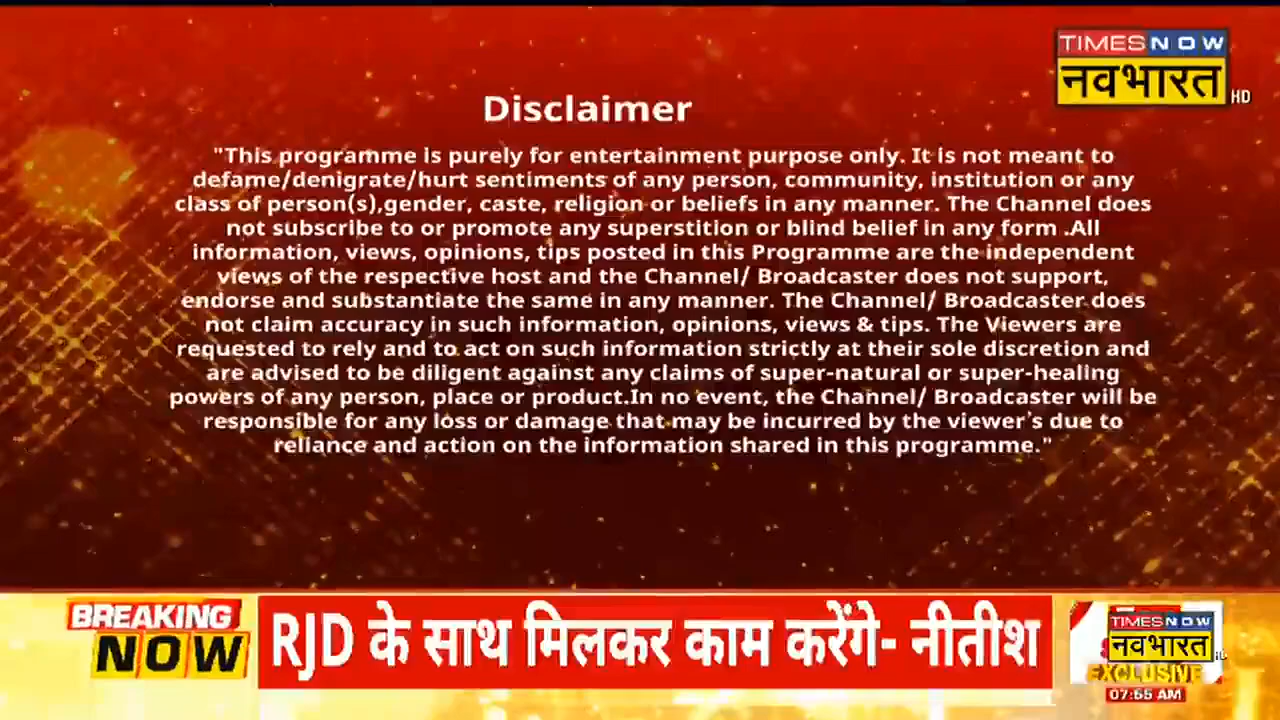 TIMES NOW
नवभारत
HD
Disclaimer
"This programme is purely for entertainment purpose only. It is not meant to
defame/denigrate/hurt sentiments of any person, community, institution or any
class of person(s),gender, caste, religion or beliefs in any manner. The Channel does
not subscribe to or promote any superstition or blind belief in any form .All
information, views, opinions, tips posted in this Programme are the independent
views of the respective host and the Channel/ Broadcaster does not support,
endorse and substantiate the same in any manner. The Channel/ Broadcaster does
not claim accuracy in such information, opinions, views & tips. The Viewers are
requested to rely and to act on such information strictly at their sole discretion and
are advised to be diligent against any claims of super-natural or super-healing
powers of any person, place or product.In no event, the Channel/ Broadcaster will be
responsible for any loss or damage that may be incurred by the viewer's due to
reliance and action on the information shared in this programme."
BREAKING
NOW
RJD के साथ मिलकर काम करेंगे- नीतीश
TIMES NOW
नवभारत
HD
EXCLUSIVE
07:55 AM